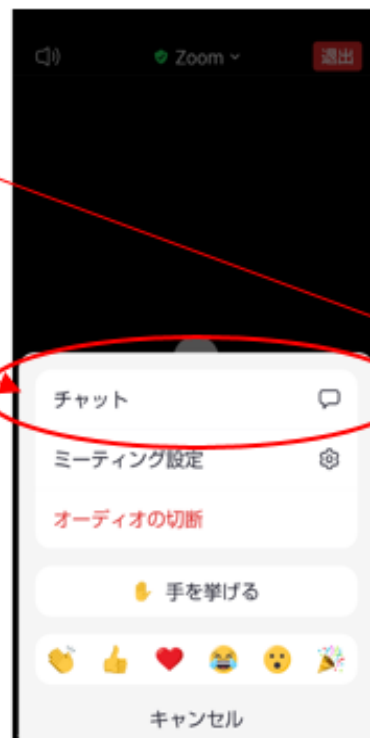 Zoom
退出
チャット
ミーティング設定
オーディオの切断
手を挙げる
キャンセル